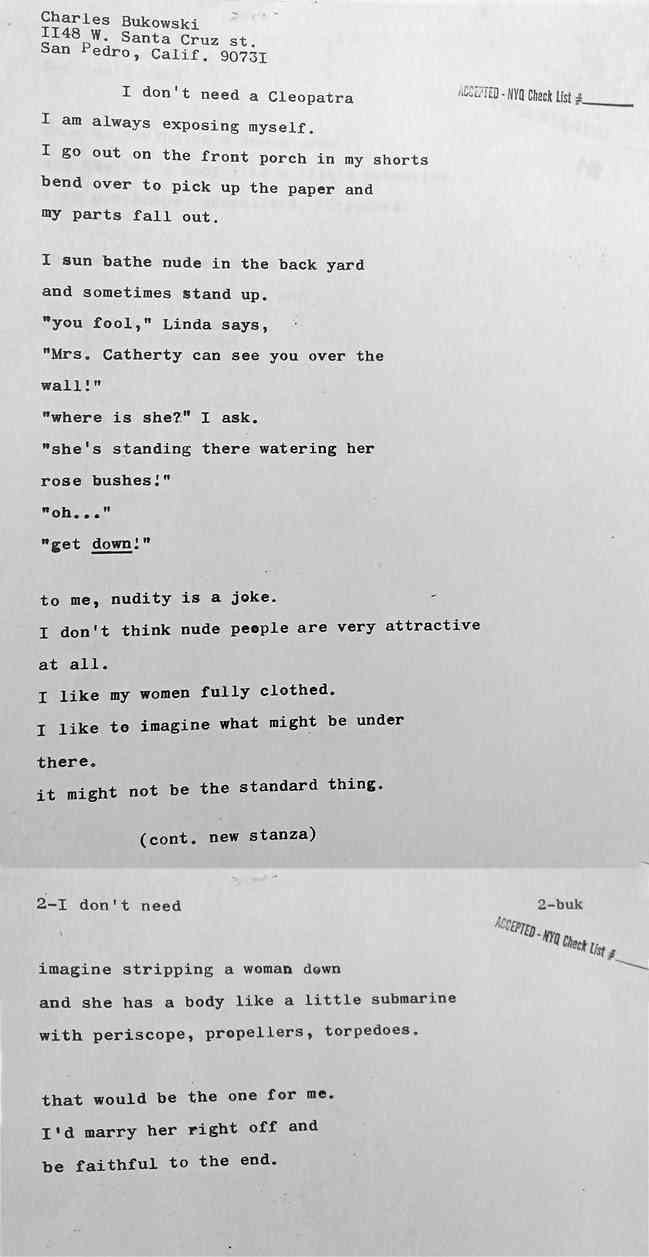 Charles Bukowski
II48 W. Santa Cruz st.
San Pedro, Calif. 9073I
I don't need a Cleopatra
ACCEPTED - NYQ Check List #
I am always exposing myself.
I go out on the front porch in my shorts
bend over to pick up the paper and
my parts fall out.
I sun bathe nude in the back yard
and sometimes stand up.
"you fool," Linda says,
"Mrs. Catherty can see you over the
wall!"
"where is she?" I ask.
"she's standing there watering her
rose bushes!"
"oh..."
"get down!"
to me, nudity is a joke.
I don't think nude people are very attractive
at all.
I like my women fully clothed.
I like to imagine what might be under
there.
it might not be the standard thing.
(cont. new stanza)
2-I don't need
2-buk
ACCEPTED - NYQ Check List #
imagine stripping a woman down
and she has a body like a little submarine
with periscope, propellers, torpedoes.
that would be the one for me.
I'd marry her right off and
be faithful to the end.